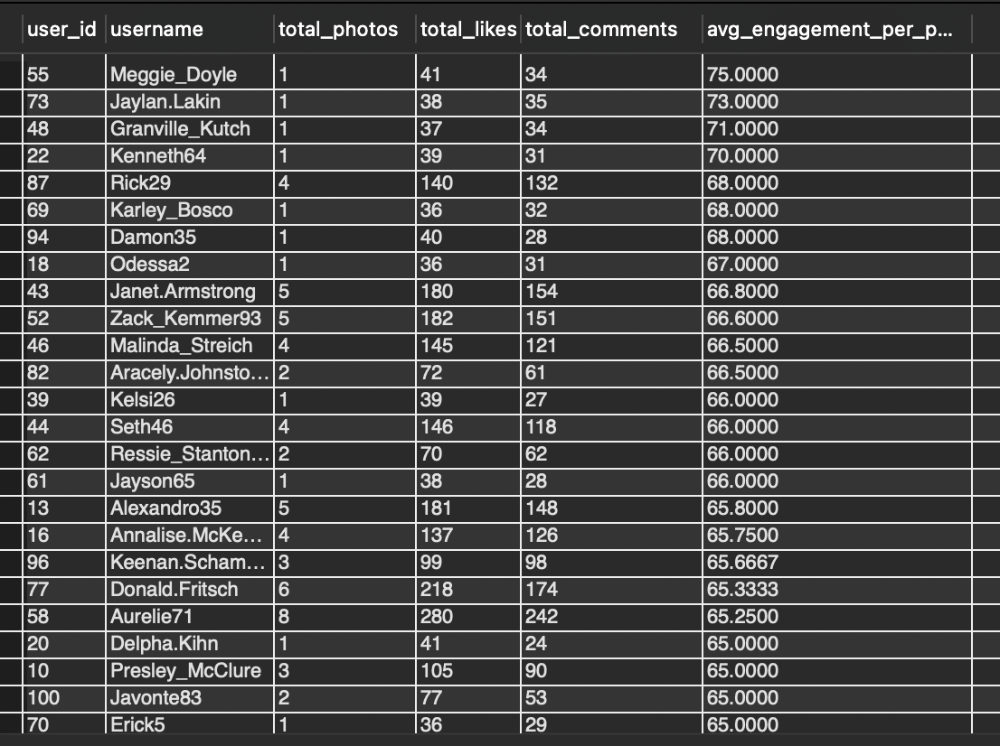 user_id username total_photos total_likes total_comments avg_engagement_per_p...
55 Meggie_Doyle 1 41 34 75.0000
73 Jaylan.Lakin 1 38 35 73.0000
48 Granville_Kutch 1 37 34 71.0000
22 Kenneth64 1 39 31 70.0000
87 Rick29 4 140 132 68.0000
69 Karley_Bosco 1 36 32 68.0000
94 Damon35 1 40 28 68.0000
18 Odessa2 1 36 31 67.0000
43 Janet.Armstrong 5 180 154 66.8000
52 Zack_Kemmer93 5 182 151 66.6000
46 Malinda_Streich 4 145 121 66.5000
82 Aracely.Johnsto... 2 72 61 66.5000
39 Kelsi26 1 39 27 66.0000
44 Seth46 4 146 118 66.0000
62 Ressie_Stanton... 2 70 62 66.0000
61 Jayson65 1 38 28 66.0000
13 Alexandro35 5 181 148 65.8000
16 Annalise.McKe... 4 137 126 65.7500
96 Keenan.Scham... 3 99 98 65.6667
77 Donald.Fritsch 6 218 174 65.3333
58 Aurelie71 8 280 242 65.2500
20 Delpha.Kihn 1 41 24 65.0000
10 Presley_McClure 3 105 90 65.0000
100 Javonte83 2 77 53 65.0000
70 Erick5 1 36 29 65.0000